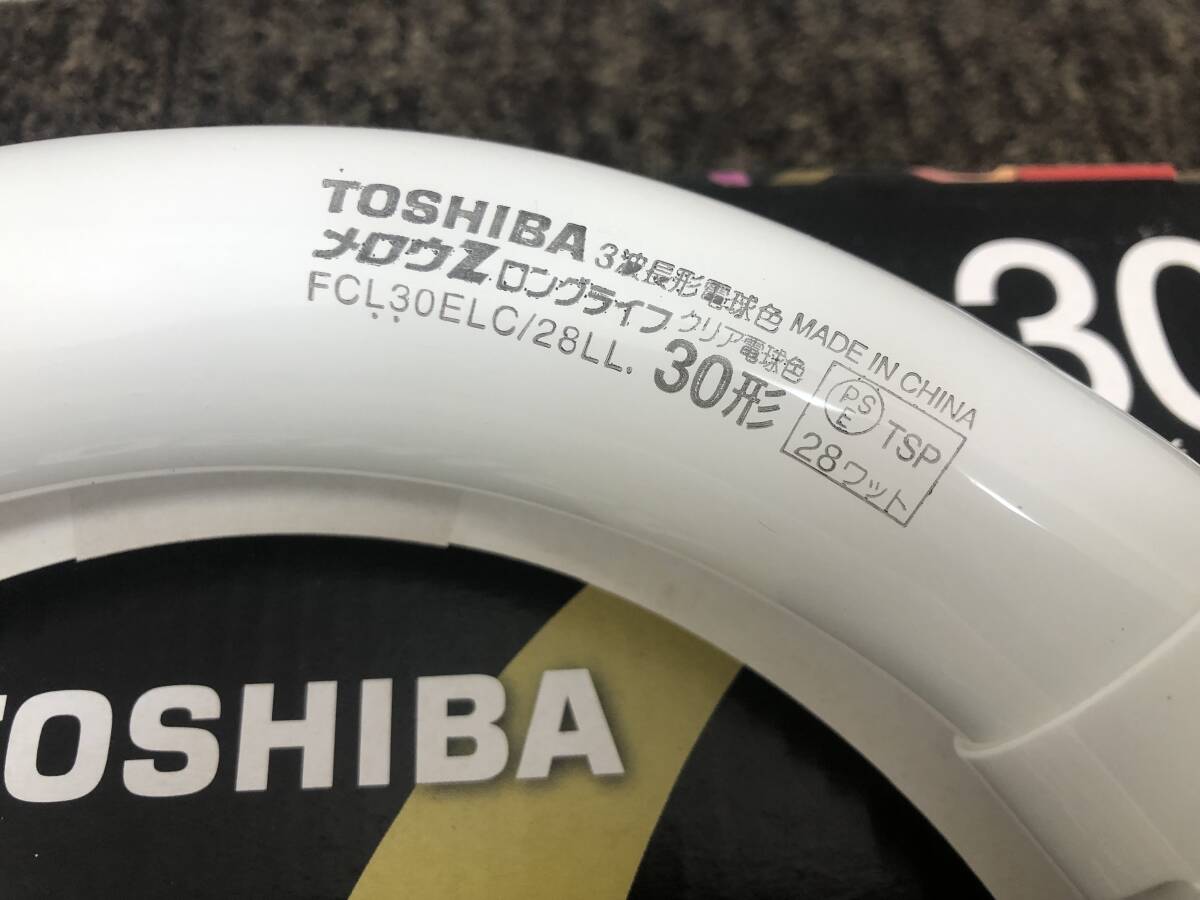 TOSHIBA 3波長形電球色 MADE IN CHINA
メロウZロングライフ クリア電球色
FCL30ELC/28LL. 30形
PSE TSP
28ワット
30
TOSHIBA